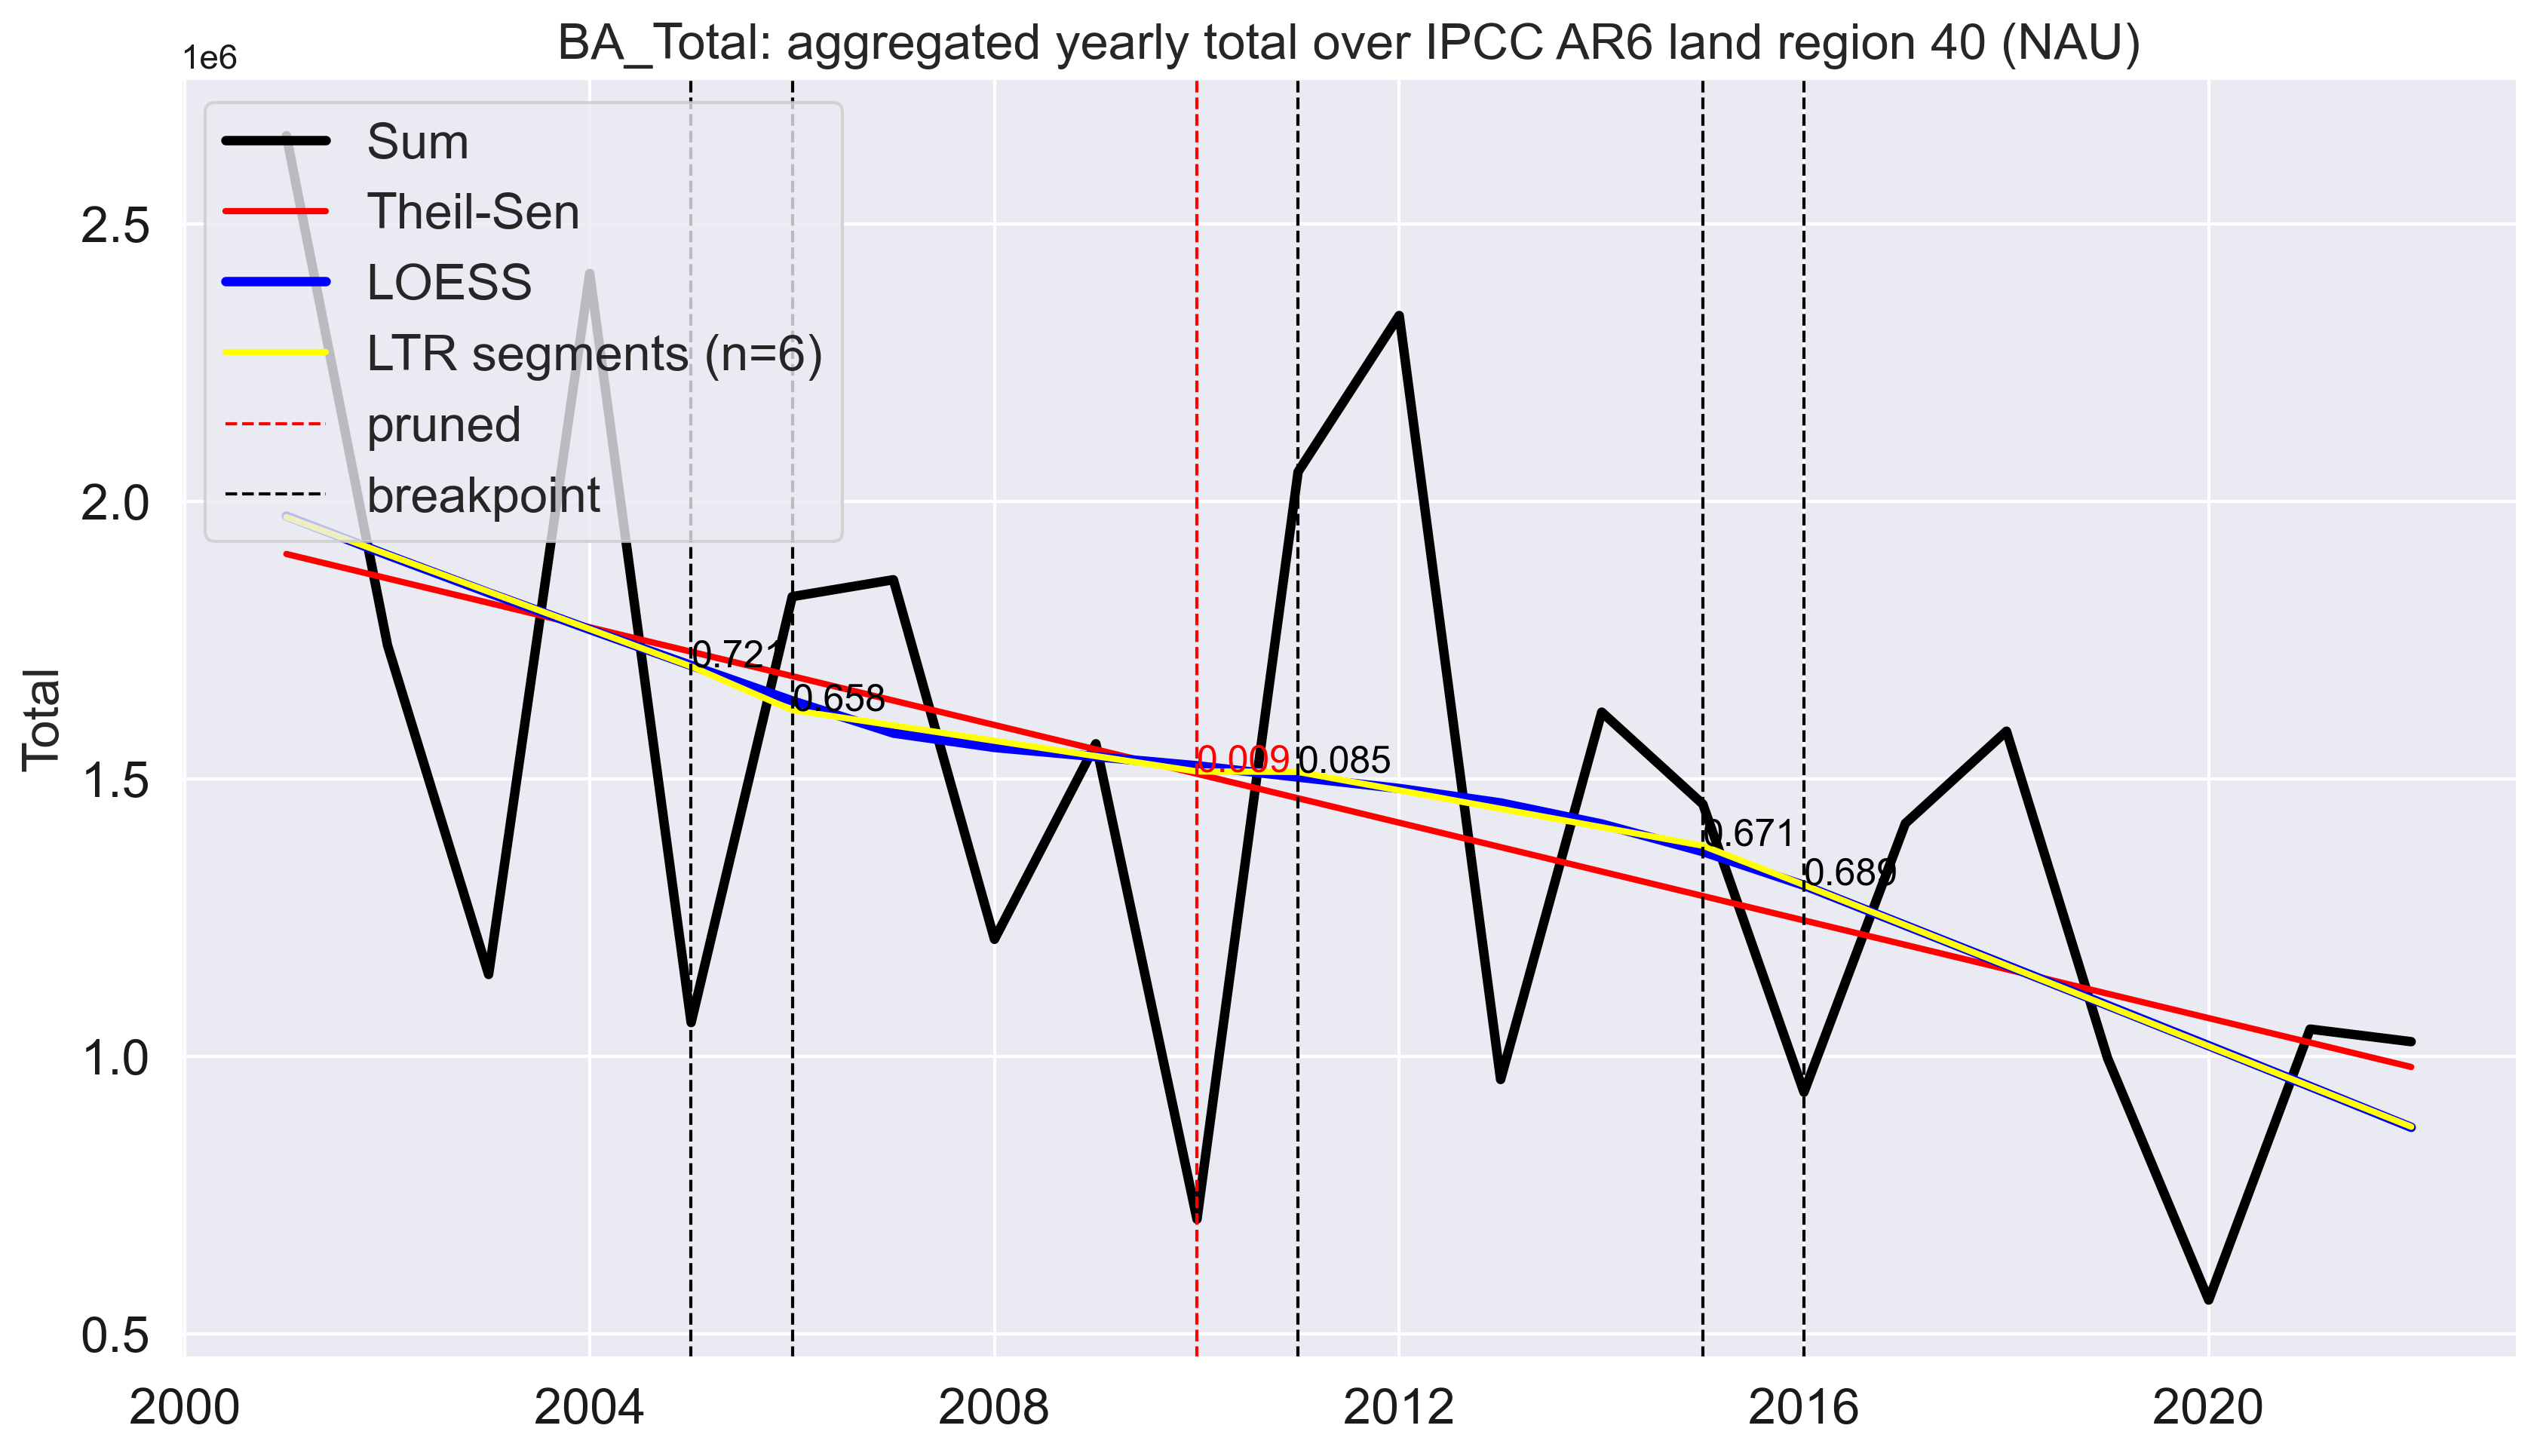 BA_Total: aggregated yearly total over IPCC AR6 land region 40 (NAU)
1e6
Sum
Theil-Sen
LOESS
LTR segments (n=6)
pruned
breakpoint
2.5
2.0
1.5
1.0
0.5
Total
0.721
0.658
0.009
0.085
0.671
0.689
2000
2004
2008
2012
2016
2020